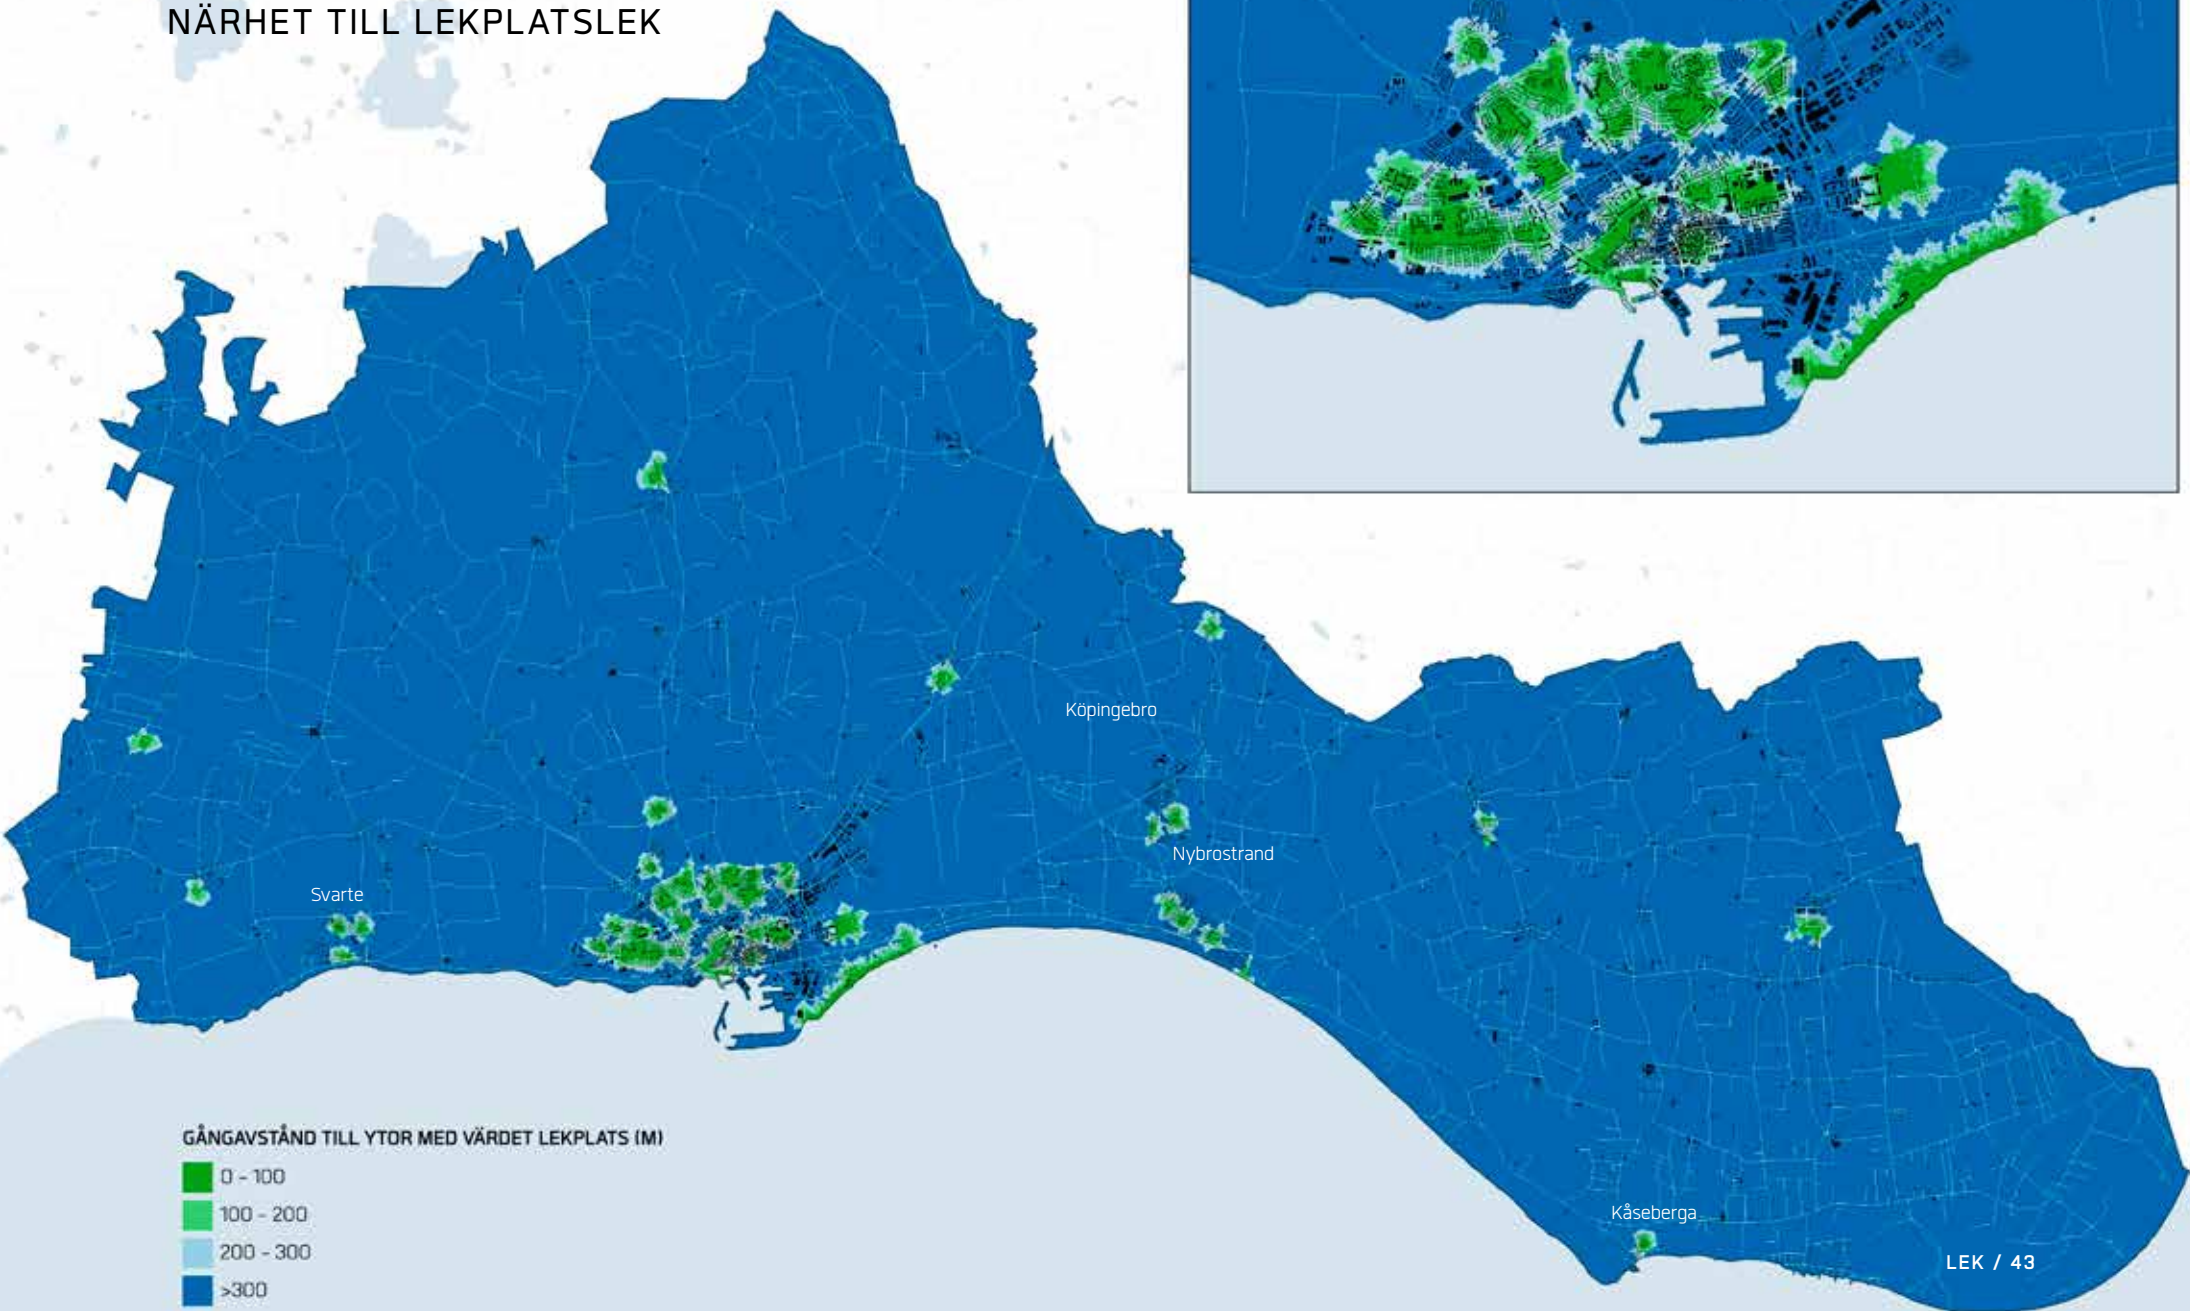 NÄRHET TILL LEKPLATSLEK
Köpingebro
Nybrostrand
Svarte
Kåseberga
GÅNGAVSTÅND TILL YTOR MED VÄRDET LEKPLATS (M)
0 - 100
100 - 200
200 - 300
>300
LEK / 43